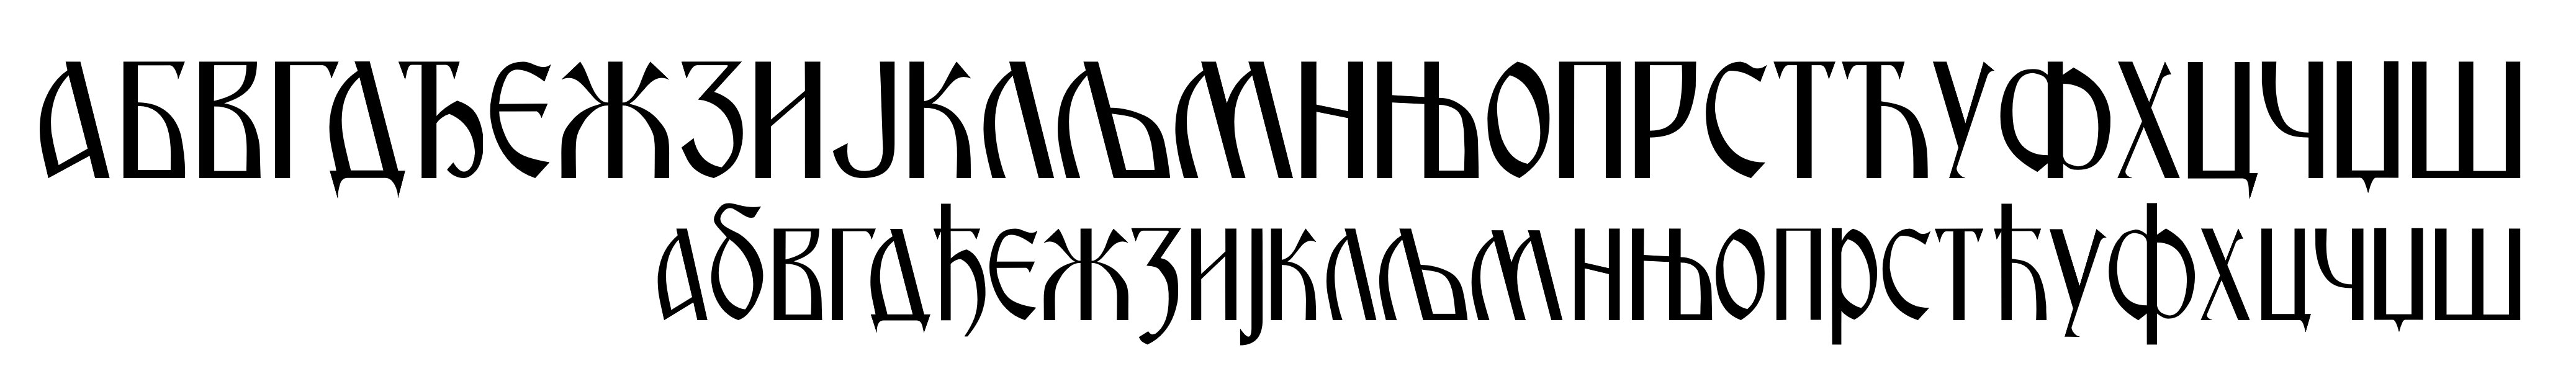 АБВГДЂЕЖЗИЈКЛЉМНЊОПРСТЋУФХЦЧЏШ
абвгдђежзијклљмнњопрстћуфхцчџш